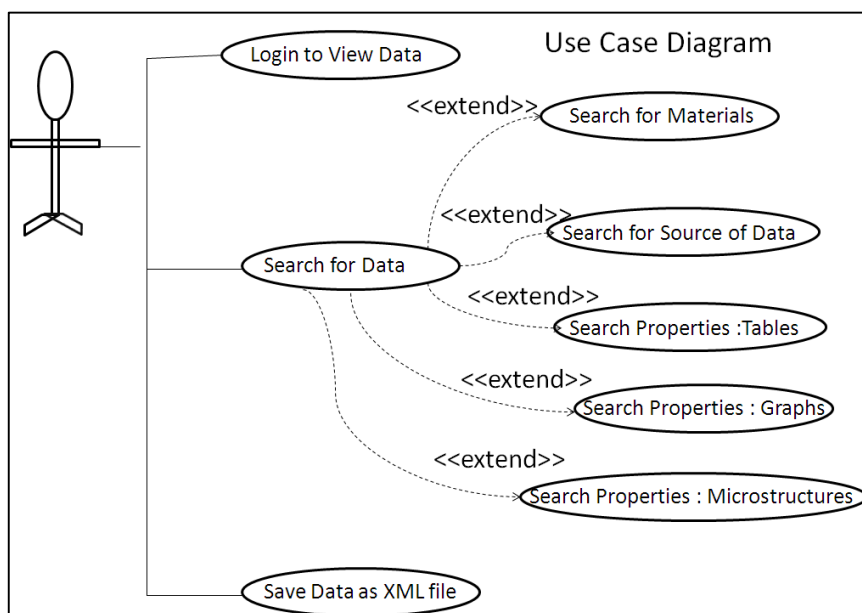 Login to View Data
Use Case Diagram
<<extend>>
Search for Materials
<<extend>>
Search for Source of Data
Search for Data
<<extend>>
Search Properties :Tables
<<extend>>
Search Properties : Graphs
<<extend>>
Search Properties : Microstructures
Save Data as XML file